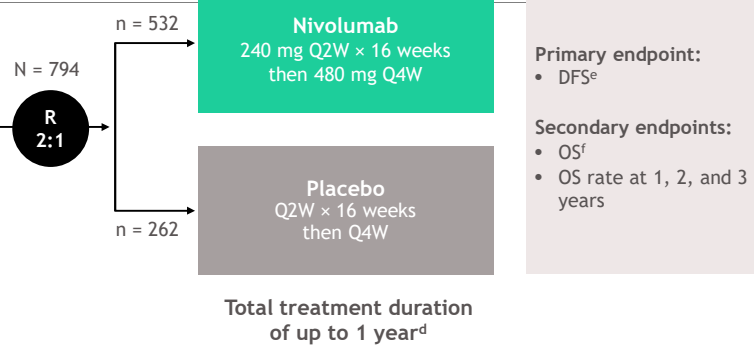 N = 794
R
2:1
n = 532
Nivolumab
240 mg Q2W × 16 weeks
then 480 mg Q4W
n = 262
Placebo
Q2W × 16 weeks
then Q4W
Total treatment duration
of up to 1 yearᵈ
Primary endpoint:
• DFSᵉ
Secondary endpoints:
• OSᶠ
• OS rate at 1, 2, and 3
years